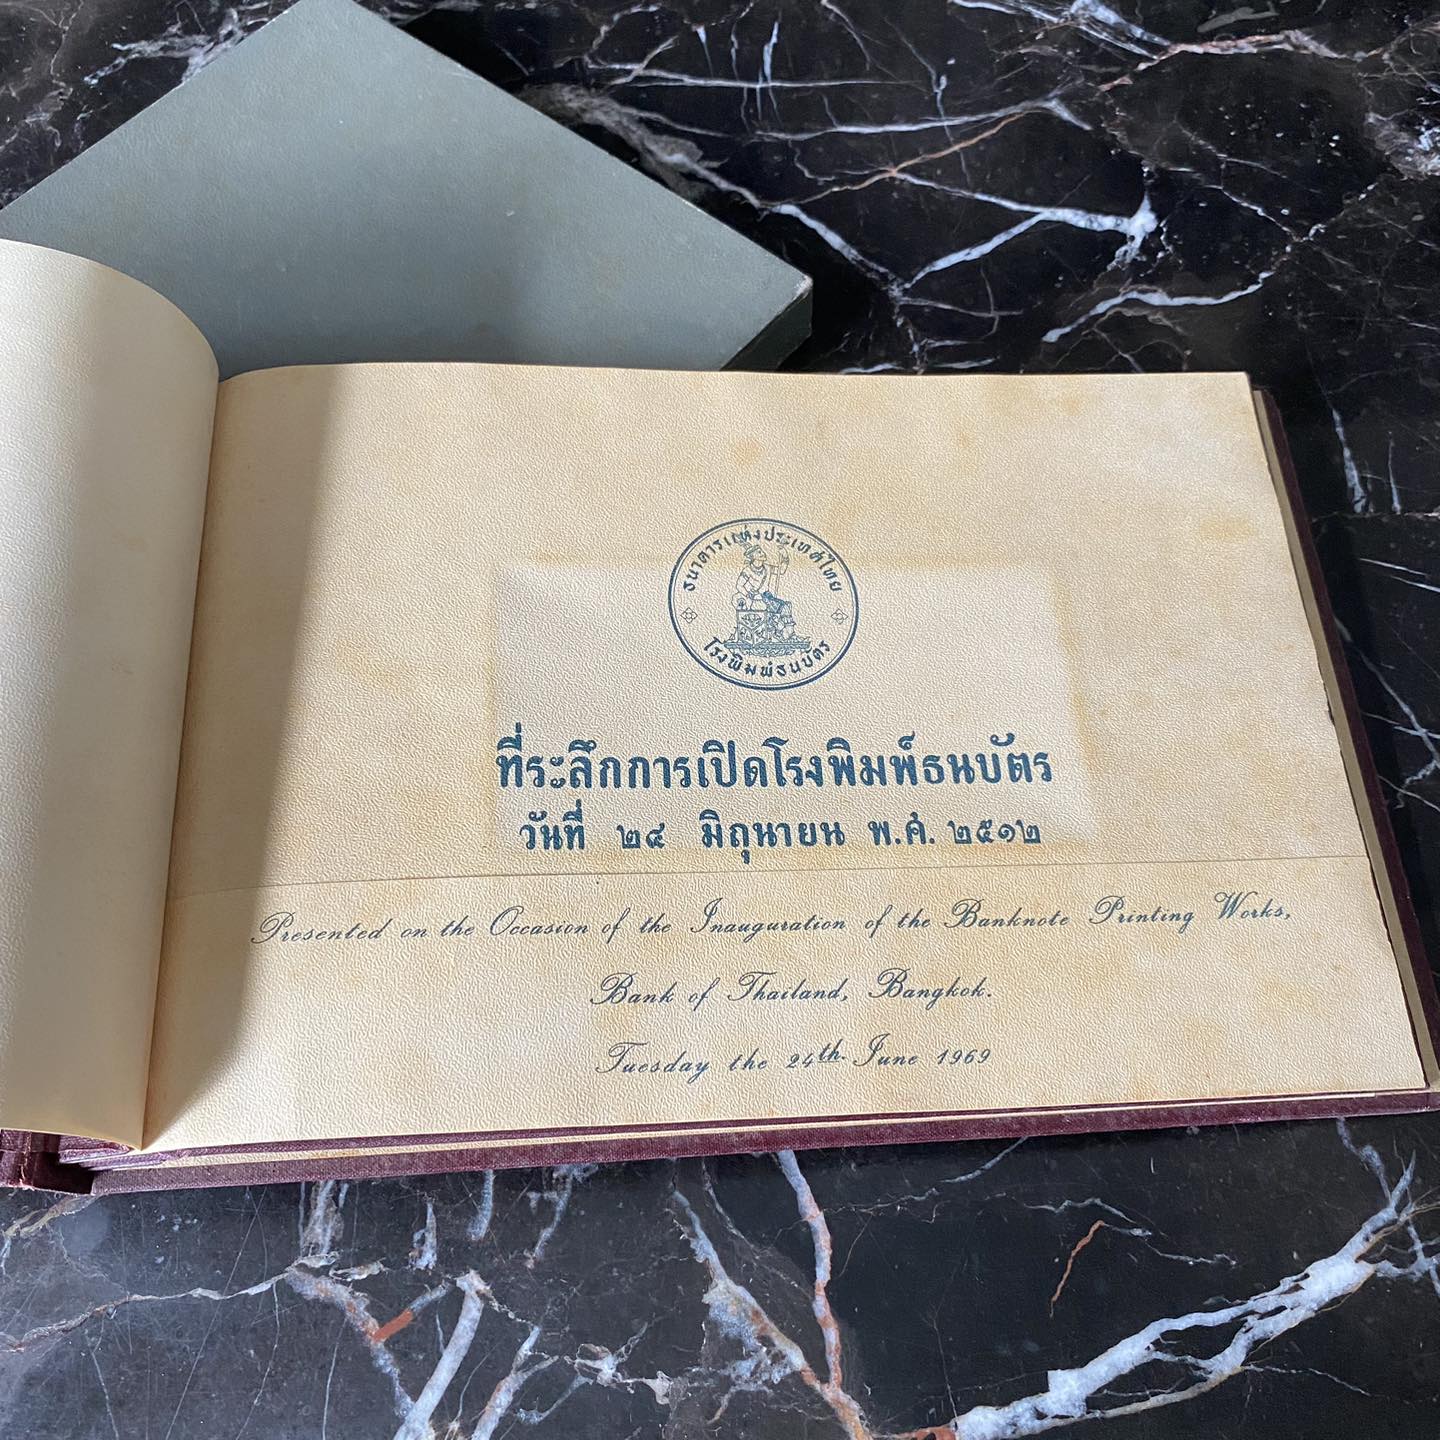 ธนาคารแห่งประเทศไทย
โรงพิมพ์ธนบัตร
ที่ระลึกการเปิดโรงพิมพ์ธนบัตร
วันที่ ๒๔ มิถุนายน พ.ศ. ๒๕๑๒
Presented on the Occasion of the Inauguration of the Banknote Printing Works,
Bank of Thailand, Bangkok.
Tuesday the 24th. June 1969